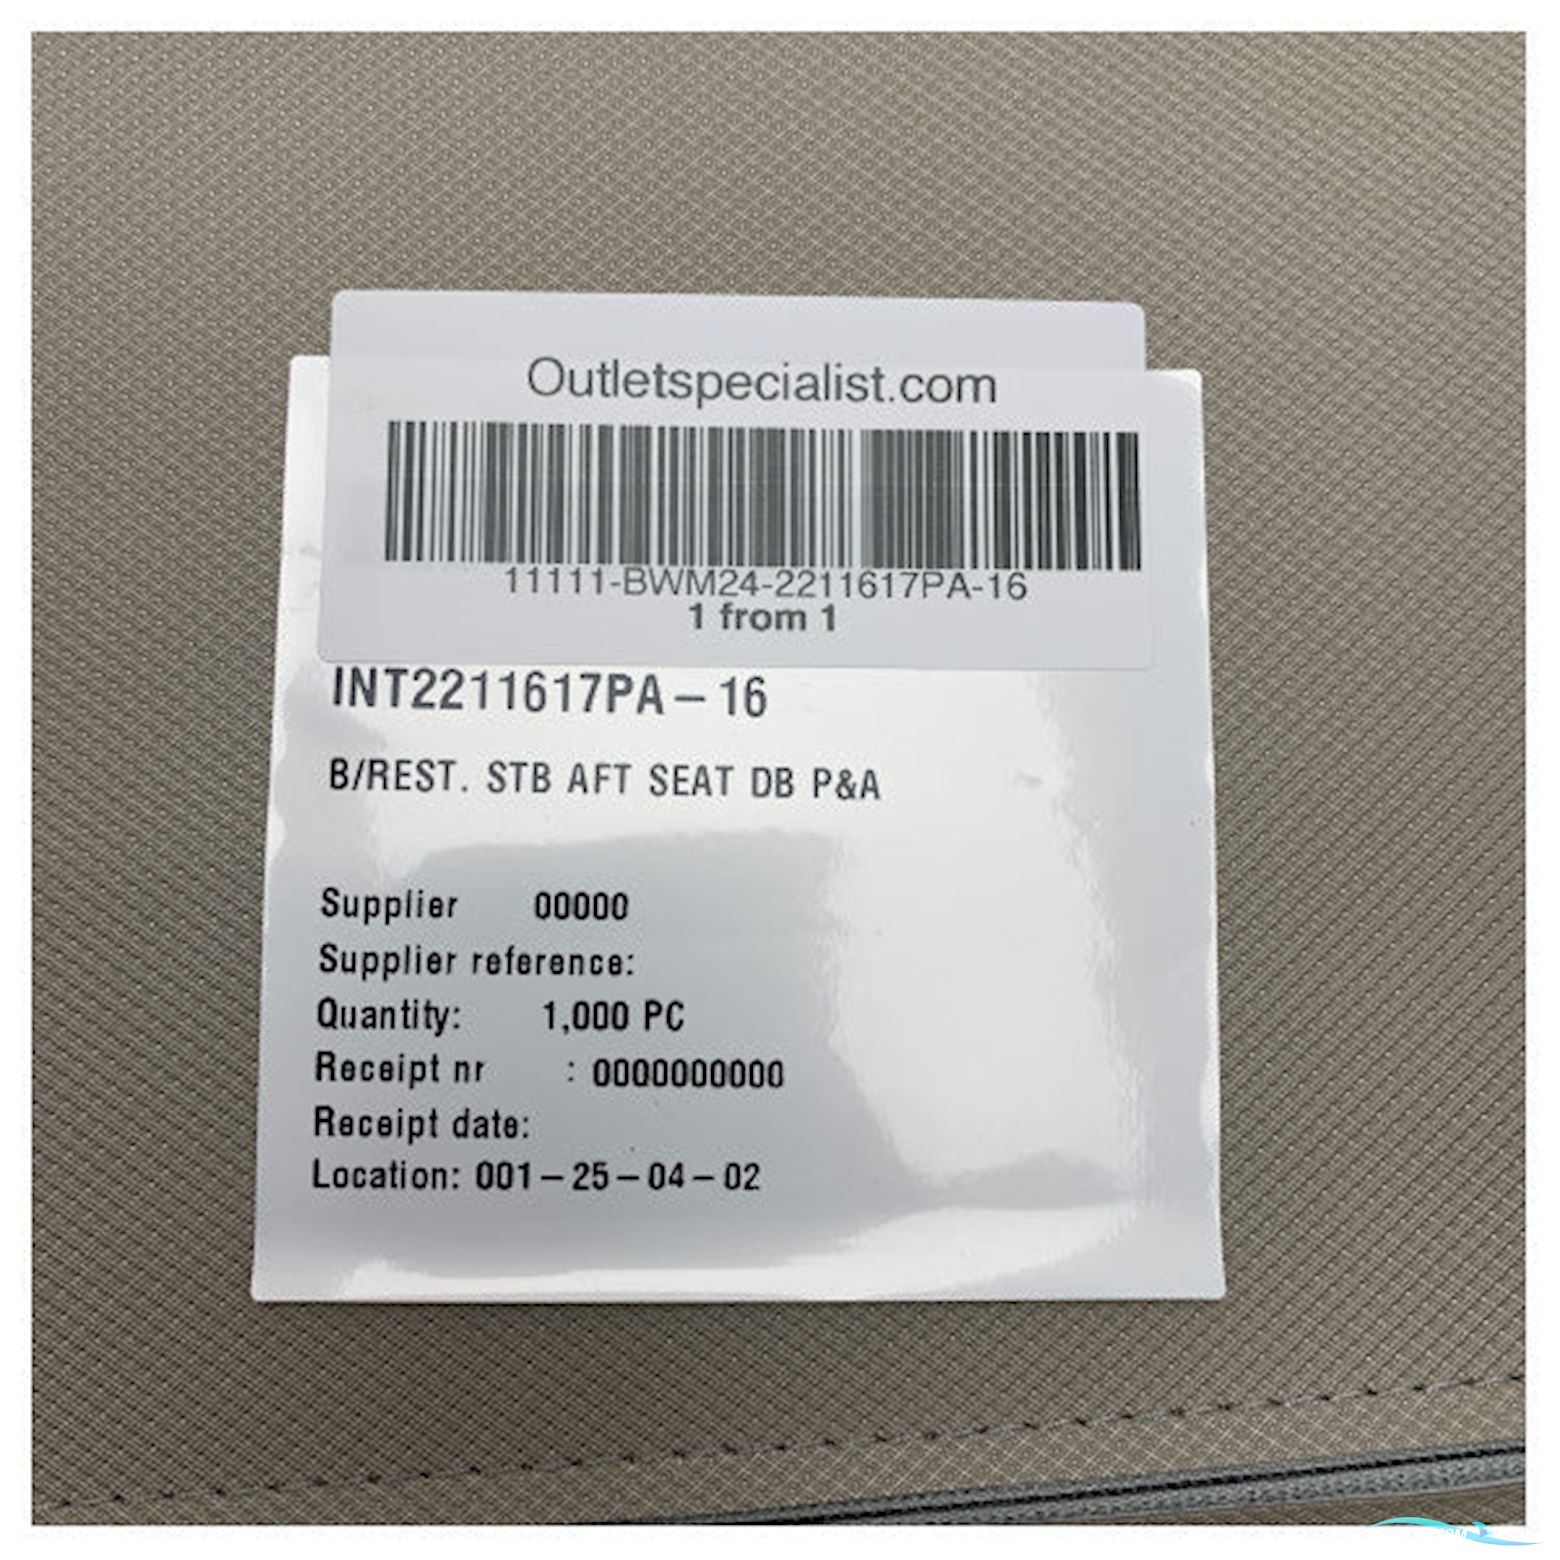 Outletspecialist.com
11111-BWM24-2211617PA-16
1 from 1
INT2211617PA-16
B/REST. STB AFT SEAT DB P&A
Supplier 00000
Supplier reference:
Quantity: 1,000 PC
Receipt nr : 0000000000
Receipt date:
Location: 001-25-04-02